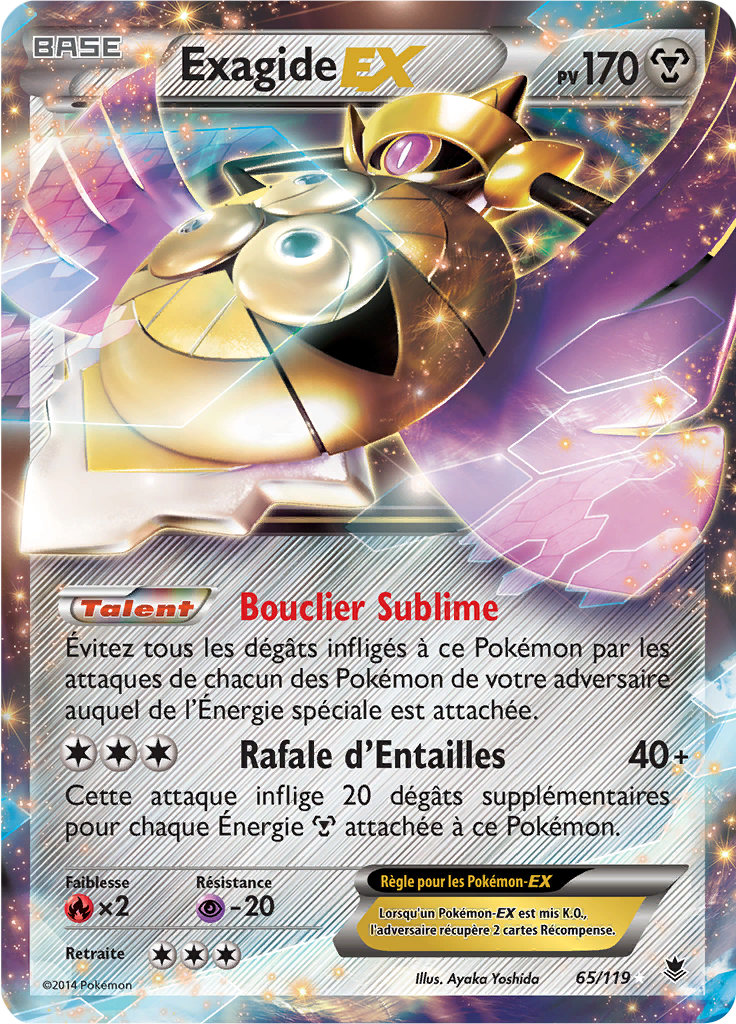 BASE
Exagide EX
PV 170
Talent Bouclier Sublime
Évitez tous les dégâts infligés à ce Pokémon par les
attaques de chacun des Pokémon de votre adversaire
auquel de l'Énergie spéciale est attachée.
Rafale d'Entailles 40+
Cette attaque inflige 20 dégâts supplémentaires
pour chaque Énergie attachée à ce Pokémon.
Faiblesse
×2
Résistance
-20
Règle pour les Pokémon-EX
Lorsqu'un Pokémon-EX est mis K.O.,
l'adversaire récupère 2 cartes Récompense.
Retraite
©2014 Pokémon
Illus. Ayaka Yoshida
65/119